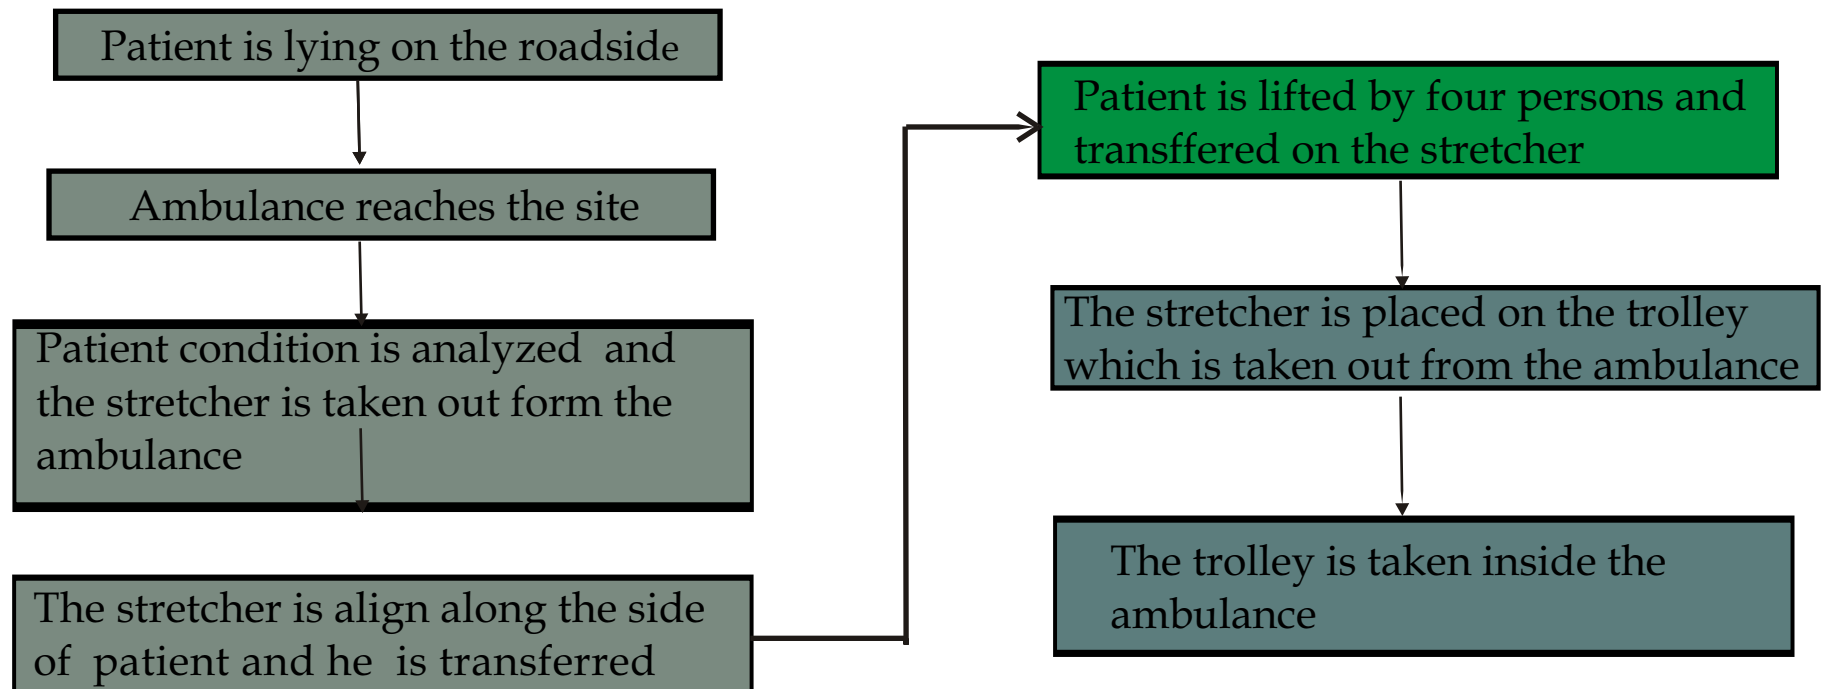 Patient is lying on the roadside
Ambulance reaches the site
Patient condition is analyzed and
the stretcher is taken out form the
ambulance
The stretcher is align along the side
of patient and he is transferred
Patient is lifted by four persons and
transffered on the stretcher
The stretcher is placed on the trolley
which is taken out from the ambulance
The trolley is taken inside the
ambulance